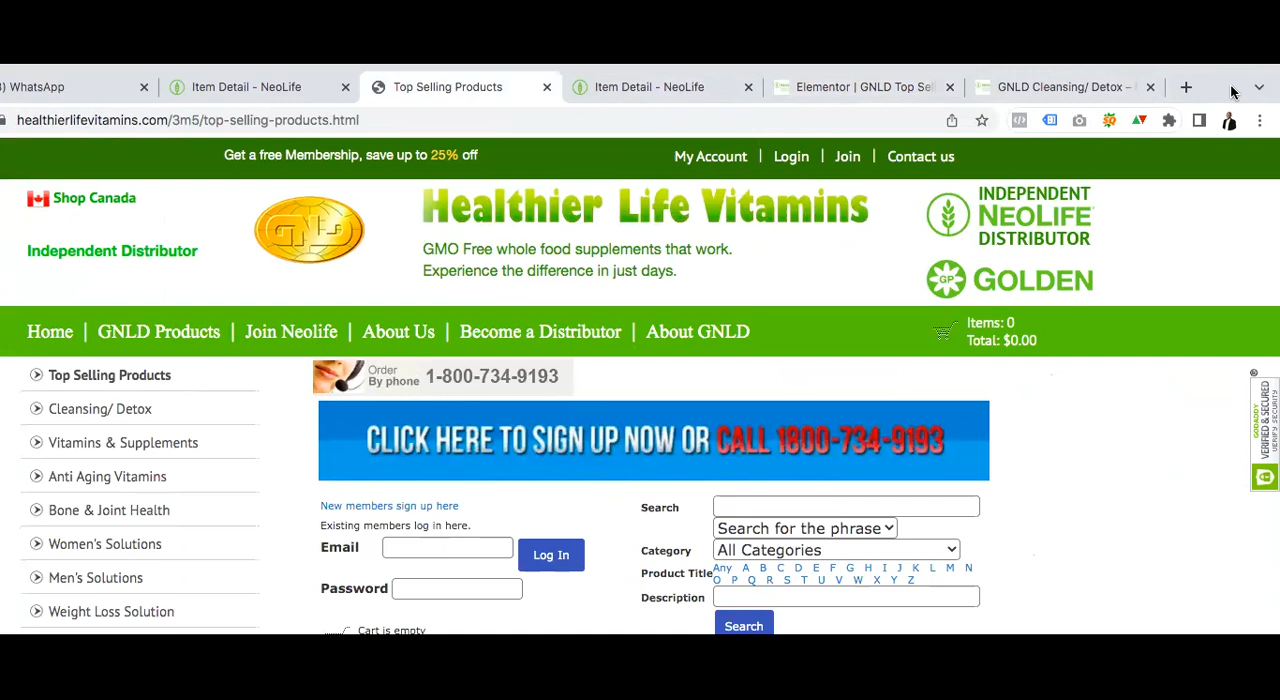 ) WhatsApp
Item Detail - NeoLife
Top Selling Products
Item Detail - NeoLife
Elementor | GNLD Top Sel
GNLD Cleansing/ Detox –
healthierlifevitamins.com/3m5/top-selling-products.html
Get a free Membership, save up to 25% off
My Account | Login | Join | Contact us
Shop Canada
Independent Distributor
GNLD
Healthier Life Vitamins
GMO Free whole food supplements that work.
Experience the difference in just days.
INDEPENDENT
NEOLIFE
DISTRIBUTOR
GP GOLDEN
Home | GNLD Products | Join Neolife | About Us | Become a Distributor | About GNLD
Items: 0
Total: $0.00
Top Selling Products
Cleansing/ Detox
Vitamins & Supplements
Anti Aging Vitamins
Bone & Joint Health
Women's Solutions
Men's Solutions
Weight Loss Solution
Order
By phone 1-800-734-9193
CLICK HERE TO SIGN UP NOW OR CALL 1800-734-9193
New members sign up here
Existing members log in here.
Email
Log In
Password
Cart is empty
Search
Search for the phrase
Category
All Categories
Product Title
Any A B C D E F G H I J K L M N
O P Q R S T U V W X Y Z
Description
Search
GODADDY
VERIFIED & SECURED
VERIFY SECURITY